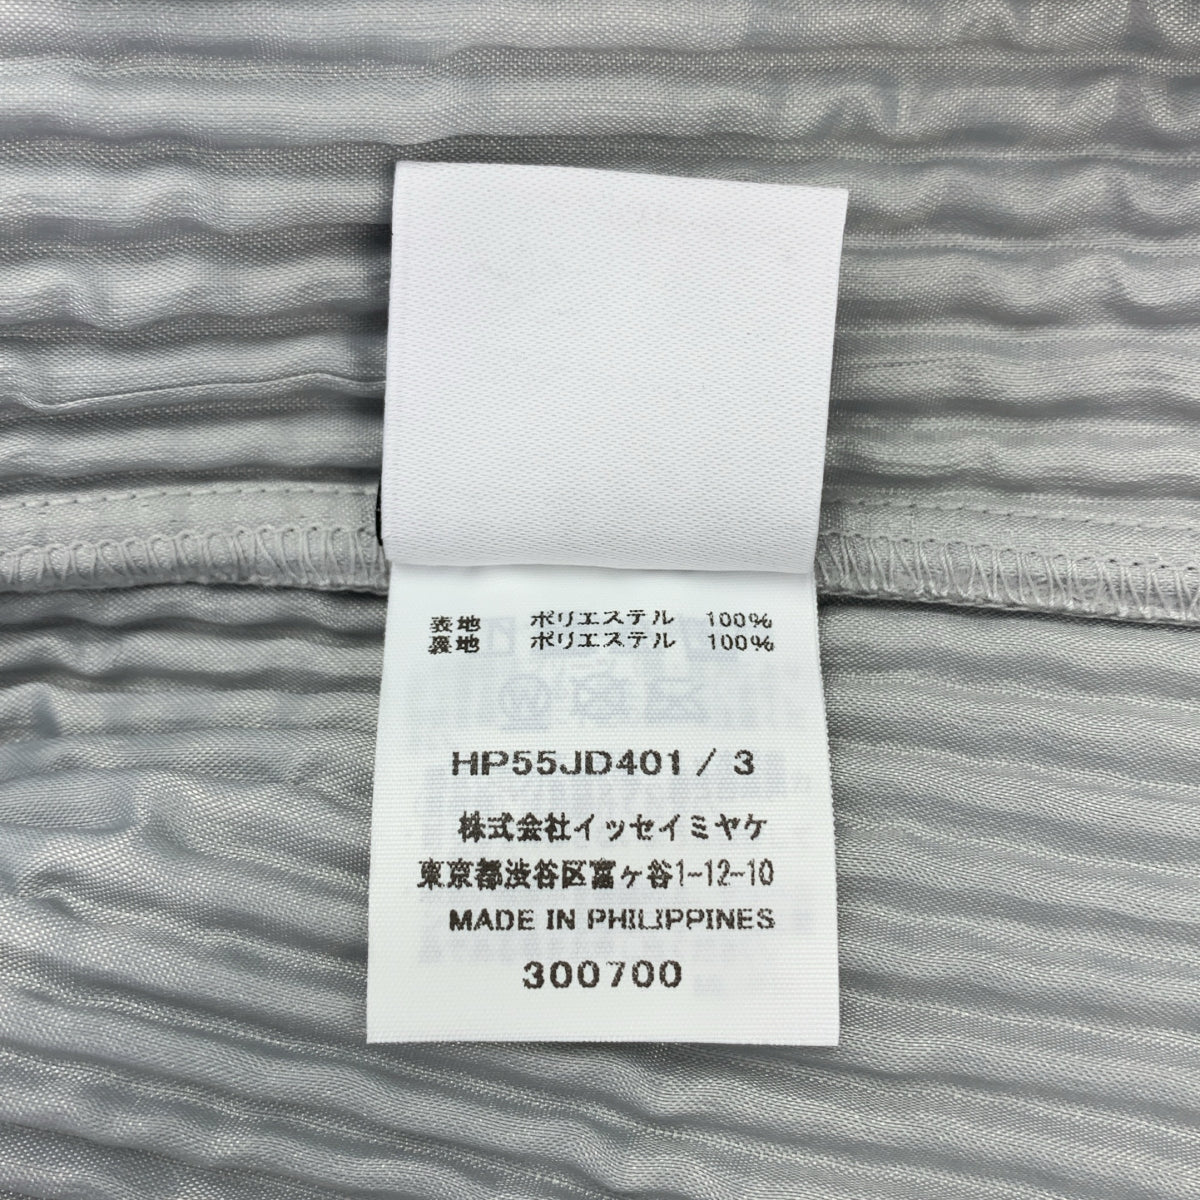 表地 ポリエステル 100%
裏地 ポリエステル 100%
HP55JD401 / 3
株式会社イッセイミヤケ
東京都渋谷区富ヶ谷1-12-10
MADE IN PHILIPPINES
300700